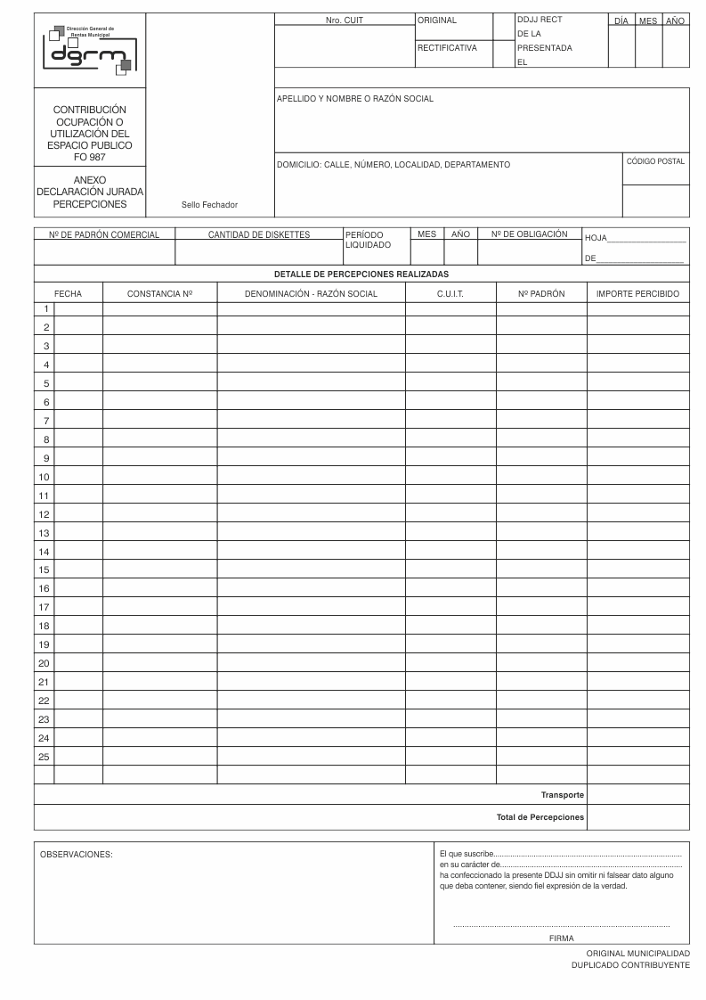 Dirección General de
Rentas Municipal
dgrm
CONTRIBUCIÓN
OCUPACIÓN O
UTILIZACIÓN DEL
ESPACIO PUBLICO
FO 987
ANEXO
DECLARACIÓN JURADA
PERCEPCIONES
Sello Fechador
Nro. CUIT
ORIGINAL
RECTIFICATIVA
DDJJ RECT
DE LA
PRESENTADA
EL
DÍA MES AÑO
APELLIDO Y NOMBRE O RAZÓN SOCIAL
DOMICILIO: CALLE, NÚMERO, LOCALIDAD, DEPARTAMENTO
CÓDIGO POSTAL
Nº DE PADRÓN COMERCIAL
CANTIDAD DE DISKETTES
PERÍODO
LIQUIDADO
MES
AÑO
Nº DE OBLIGACIÓN
HOJA__________________
DE____________________
DETALLE DE PERCEPCIONES REALIZADAS
FECHA CONSTANCIA Nº DENOMINACIÓN - RAZÓN SOCIAL C.U.I.T. Nº PADRÓN IMPORTE PERCIBIDO
1
2
3
4
5
6
7
8
9
10
11
12
13
14
15
16
17
18
19
20
21
22
23
24
25
Transporte
Total de Percepciones
OBSERVACIONES:
El que suscribe....................................................................................
en su carácter de.................................................................................
ha confeccionado la presente DDJJ sin omitir ni falsear dato alguno
que deba contener, siendo fiel expresión de la verdad.
................................................................................................
FIRMA
ORIGINAL MUNICIPALIDAD
DUPLICADO CONTRIBUYENTE